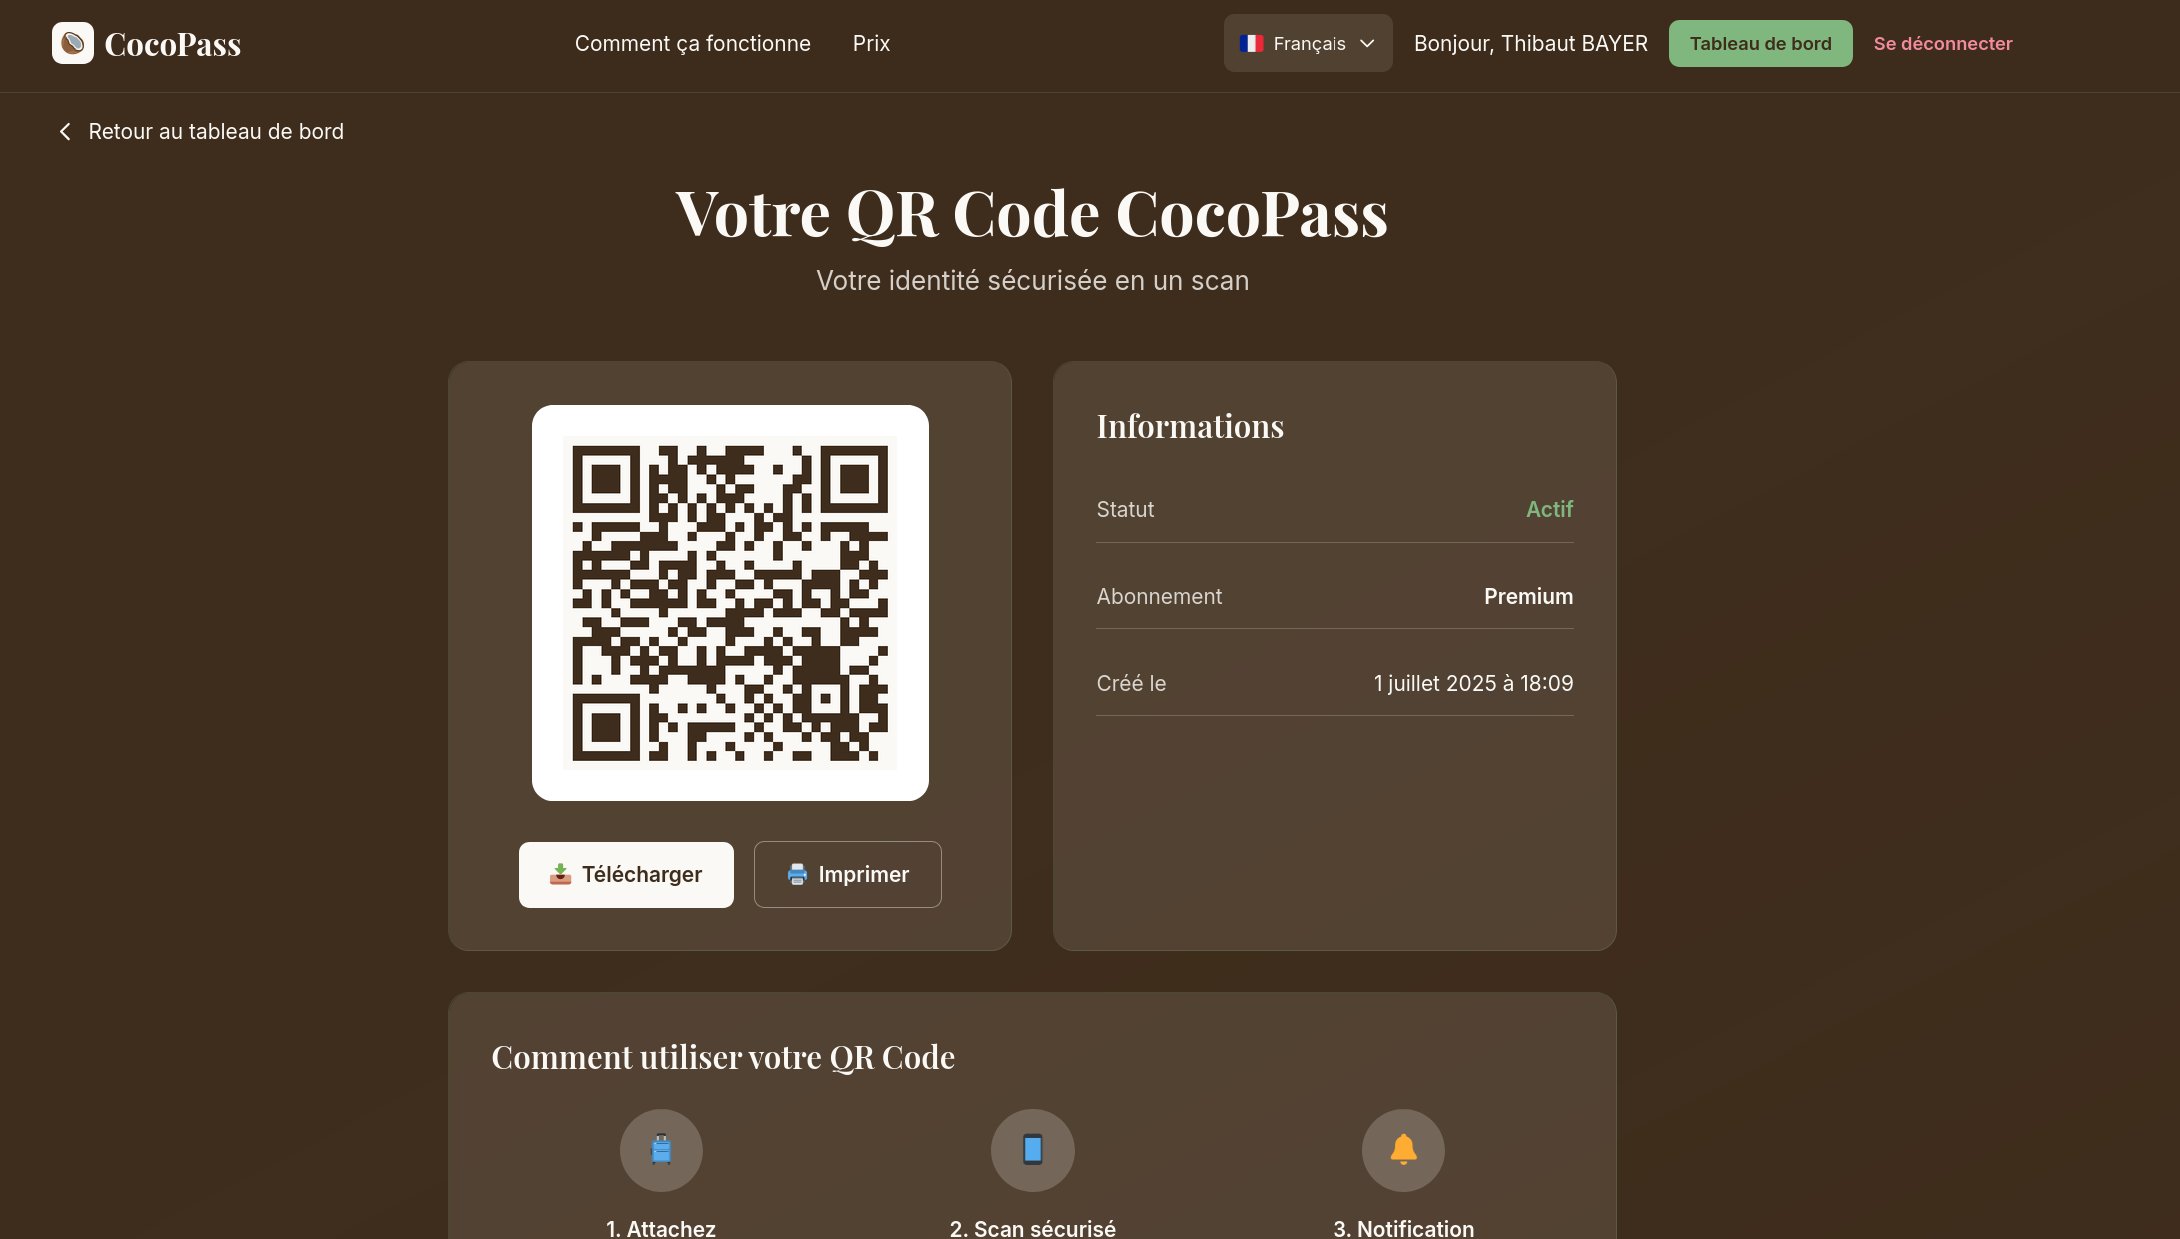 CocoPass
Comment ça fonctionne
Prix
Français
Bonjour, Thibaut BAYER
Tableau de bord
Se déconnecter
Retour au tableau de bord
Votre QR Code CocoPass
Votre identité sécurisée en un scan
Télécharger
Imprimer
Informations
Statut
Actif
Abonnement
Premium
Créé le
1 juillet 2025 à 18:09
Comment utiliser votre QR Code
1. Attachez
2. Scan sécurisé
3. Notification